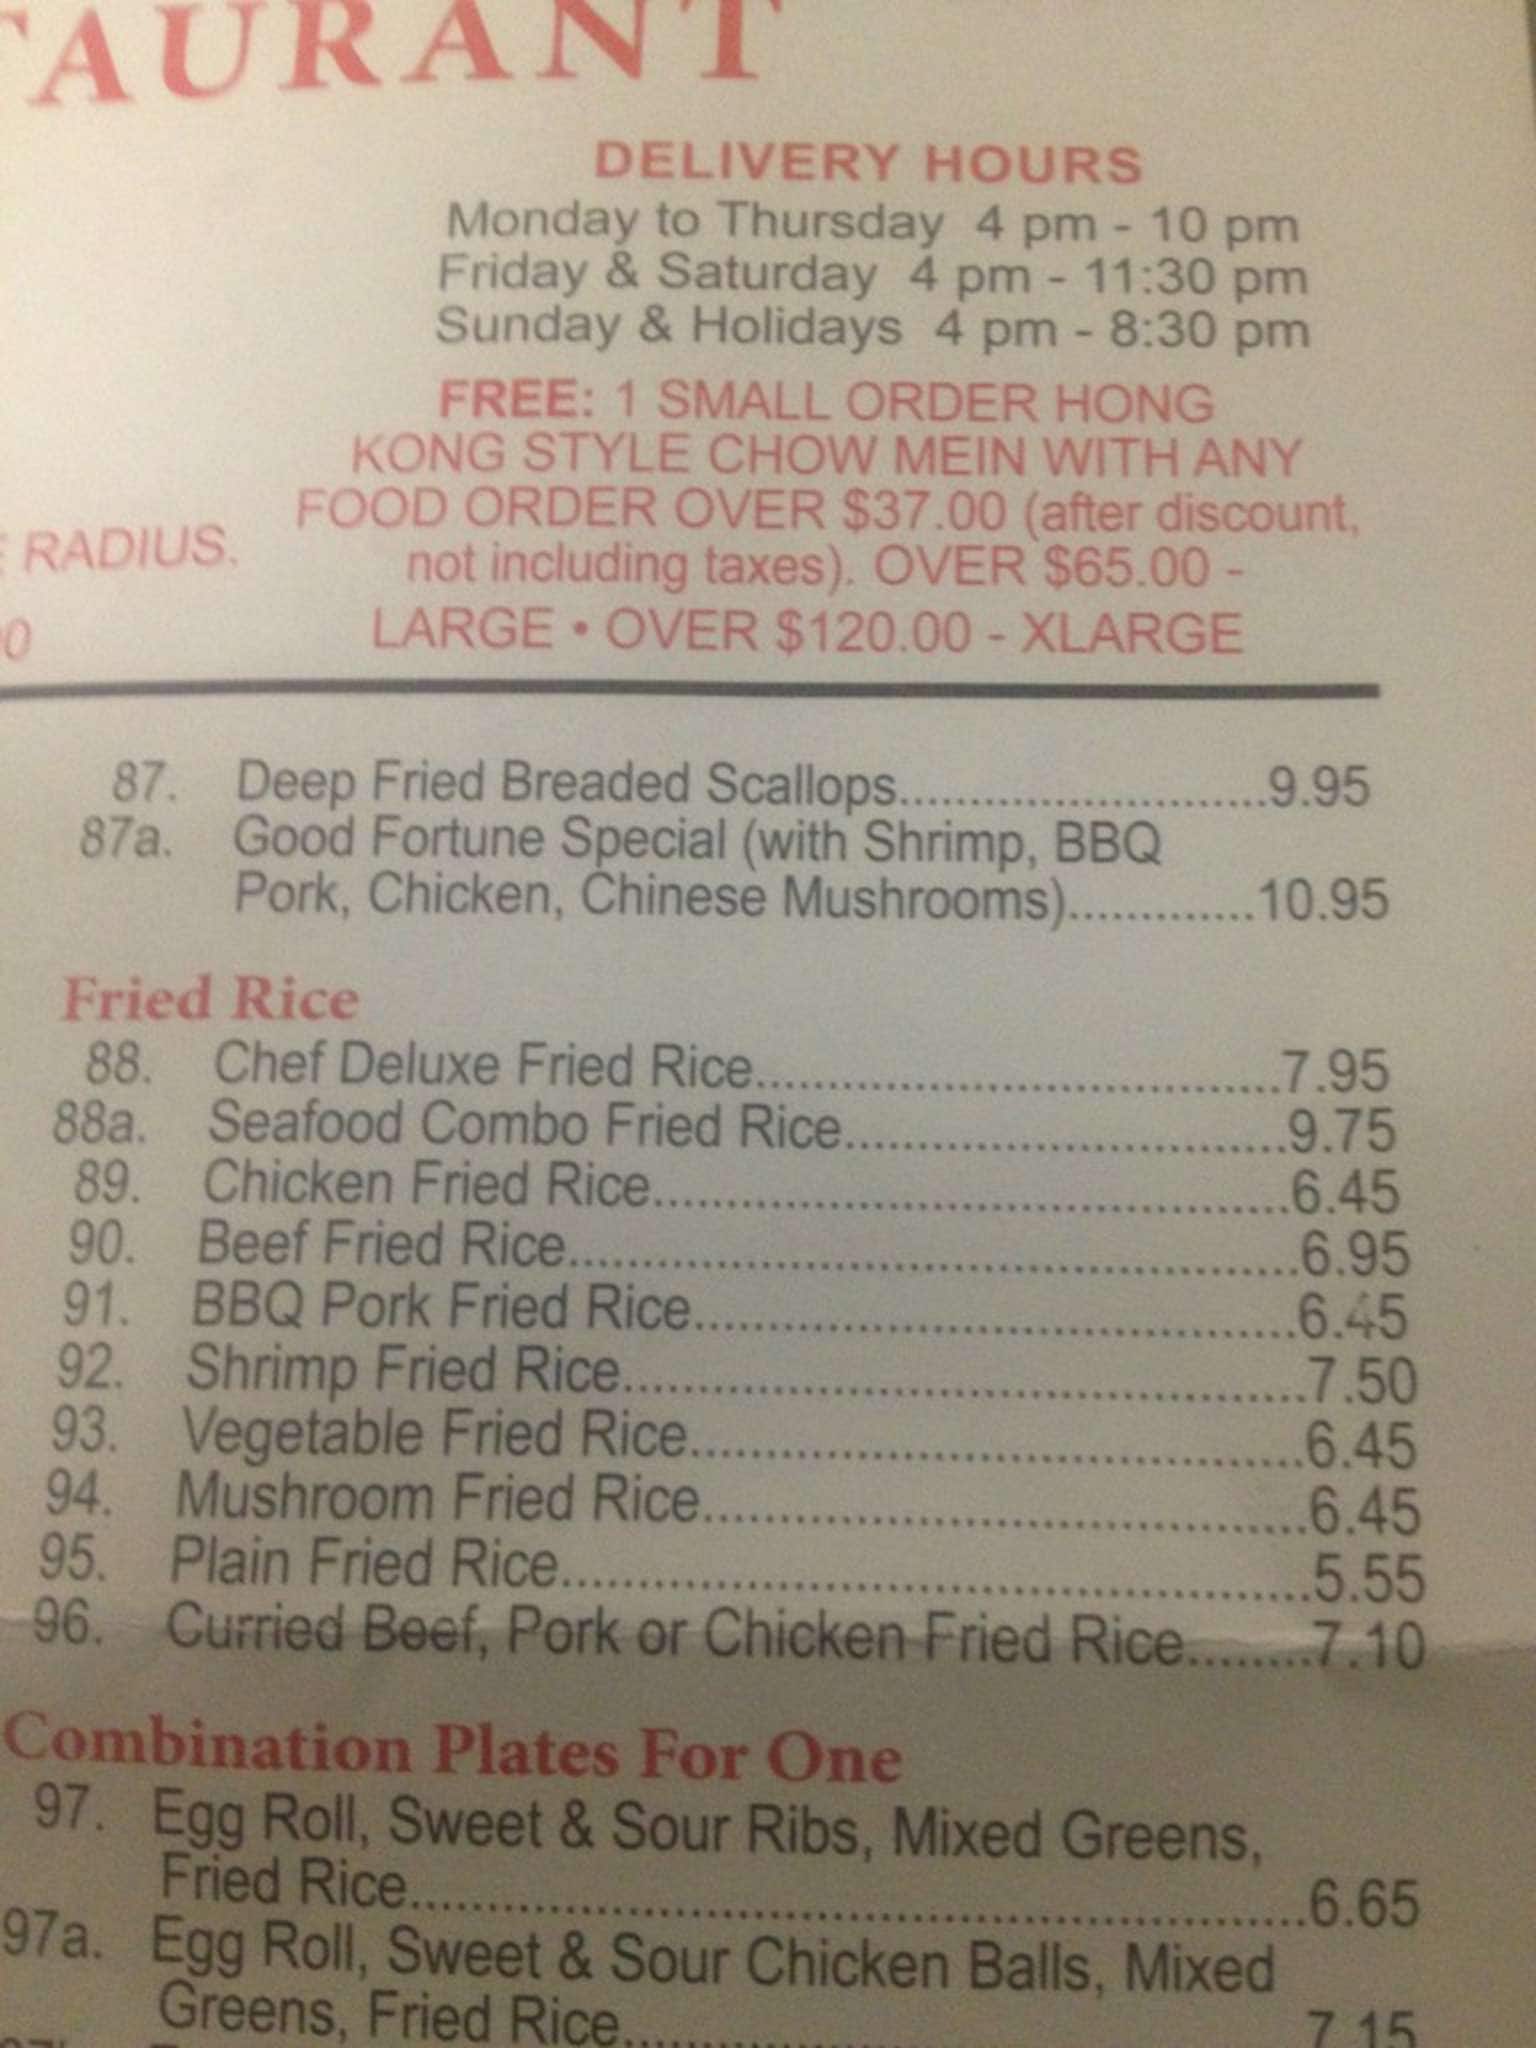 TAURANT
DELIVERY HOURS
Monday to Thursday 4 pm - 10 pm
Friday & Saturday 4 pm - 11:30 pm
Sunday & Holidays 4 pm - 8:30 pm
FREE: 1 SMALL ORDER HONG
KONG STYLE CHOW MEIN WITH ANY
FOOD ORDER OVER $37.00 (after discount,
RADIUS.
not including taxes). OVER $65.00 -
LARGE • OVER $120.00 - XLARGE
87. Deep Fried Breaded Scallops..........................9.95
87a. Good Fortune Special (with Shrimp, BBQ
Pork, Chicken, Chinese Mushrooms).............10.95
Fried Rice
88. Chef Deluxe Fried Rice....................................7.95
88a. Seafood Combo Fried Rice..............................9.75
89. Chicken Fried Rice...........................................6.45
90. Beef Fried Rice.................................................6.95
91. BBQ Pork Fried Rice........................................6.45
92. Shrimp Fried Rice.............................................7.50
93. Vegetable Fried Rice........................................6.45
94. Mushroom Fried Rice.......................................6.45
95. Plain Fried Rice.................................................5.55
96. Curried Beef, Pork or Chicken Fried Rice........7.10
Combination Plates For One
97. Egg Roll, Sweet & Sour Ribs, Mixed Greens,
Fried Rice..........................................................6.65
97a. Egg Roll, Sweet & Sour Chicken Balls, Mixed
Greens, Fried Rice.............................................7.15